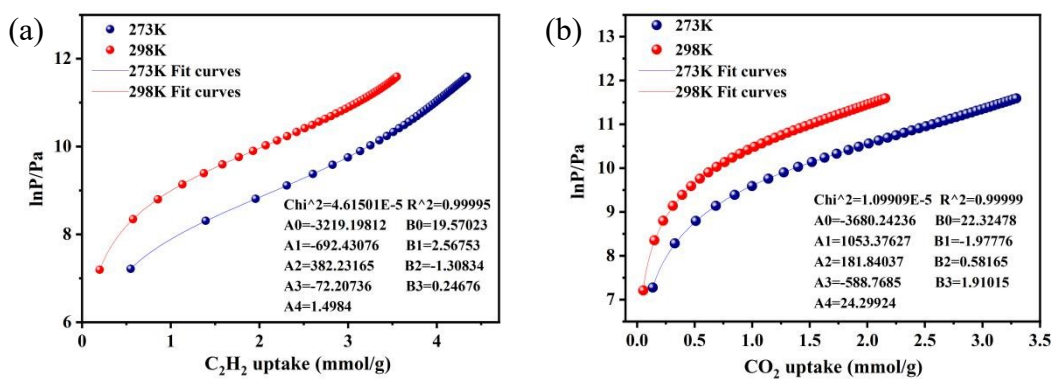 (a)
273K
298K
273K Fit curves
298K Fit curves
Chi^2=4.61501E-5 R^2=0.99995
A0=-3219.19812 B0=19.57023
A1=-692.43076 B1=2.56753
A2=382.23165 B2=-1.30834
A3=-72.20736 B3=0.24676
A4=1.4984
12
10
8
6
0 1 2 3 4
lnP/Pa
C₂H₂ uptake (mmol/g)
(b)
273K
298K
273K Fit curves
298K Fit curves
Chi^2=1.09909E-5 R^2=0.99999
A0=-3680.24236 B0=22.32478
A1=1053.37627 B1=-1.97776
A2=181.84037 B2=0.58165
A3=-588.7685 B3=1.91015
A4=24.29924
13
12
11
10
9
8
7
0.0 0.5 1.0 1.5 2.0 2.5 3.0 3.5
lnP/Pa
CO₂ uptake (mmol/g)